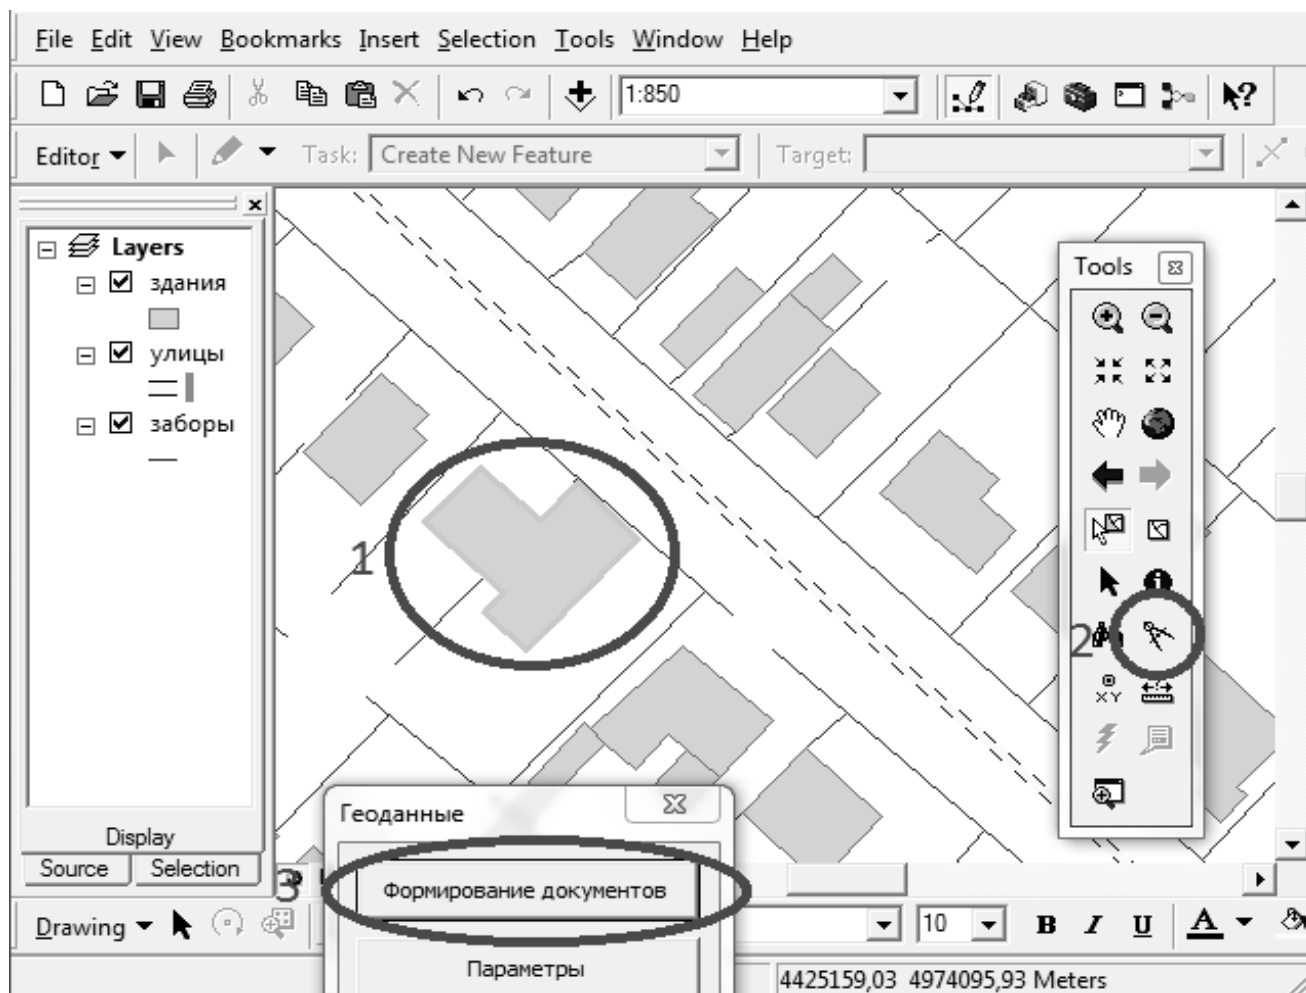 File Edit View Bookmarks Insert Selection Tools Window Help
1:850
Editor Task: Create New Feature Target:
Layers
здания
улицы
заборы
Tools
1
2
XY
Геоданные
Display
Source Selection
3
Формирование документов
Drawing 10 B I U A
Параметры
4425159,03 4974095,93 Meters